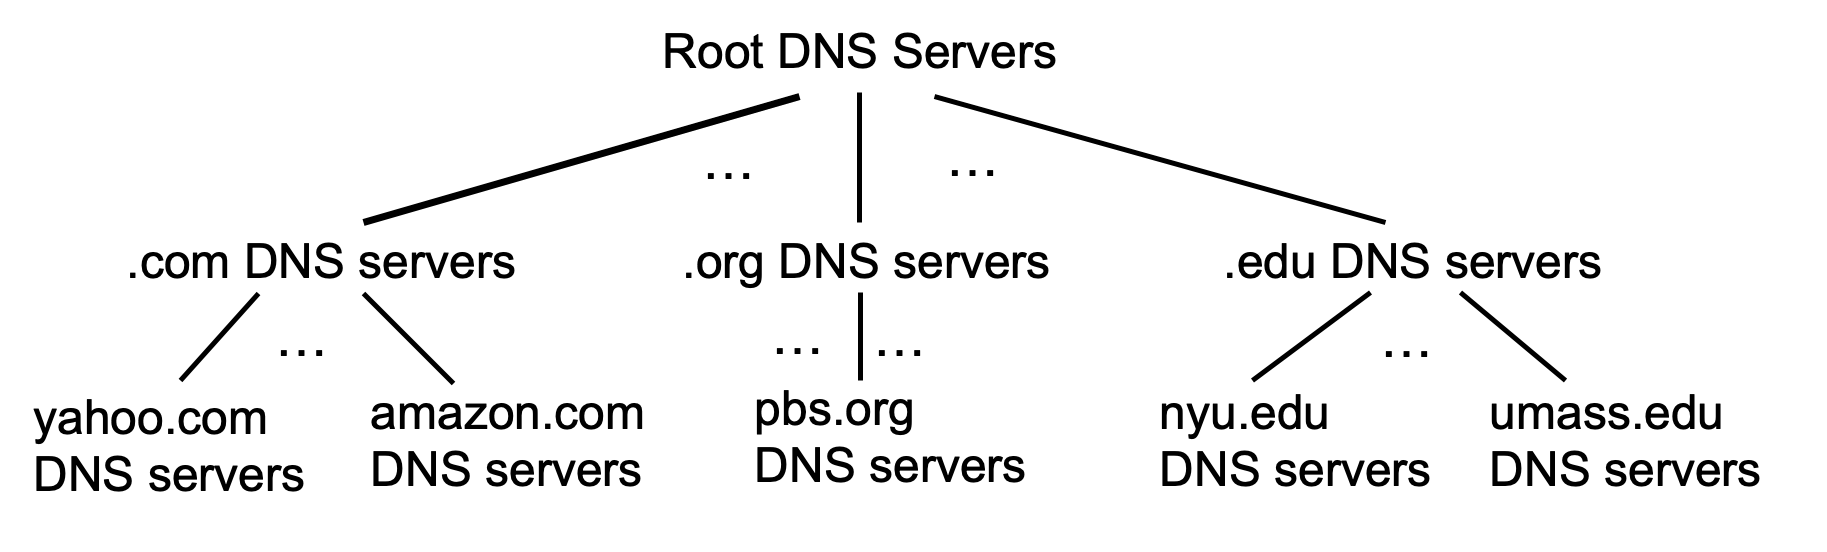 Root DNS Servers
… …
.com DNS servers .org DNS servers .edu DNS servers
… … … …
yahoo.com
DNS servers
amazon.com
DNS servers
pbs.org
DNS servers
nyu.edu
DNS servers
umass.edu
DNS servers